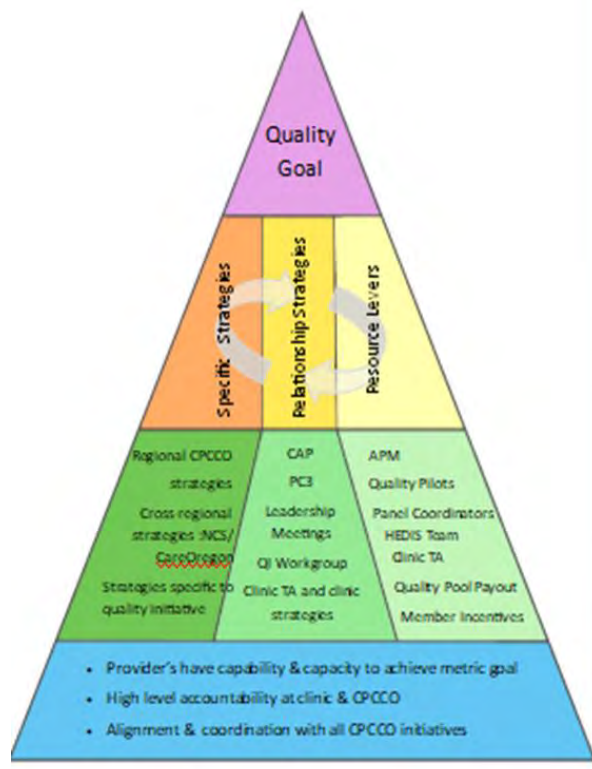 Quality
Goal
Specific Strategies
Relationship Strategies
Resource Levers
Regional CPCCO
strategies
Cross regional
strategies :NCS/
CareOregon
Strategies specific to
quality initiative
CAP
PC3
Leadership
Meetings
QI Workgroup
Clinic TA and clinic
strategies
APM
Quality Pilots
Panel Coordinators
HEDIS Team
Clinic TA
Quality Pool Payout
Member Incentives
• Provider's have capability & capacity to achieve metric goal
• High level accountability at clinic & CPCCO
• Alignment & coordination with all CPCCO initiatives